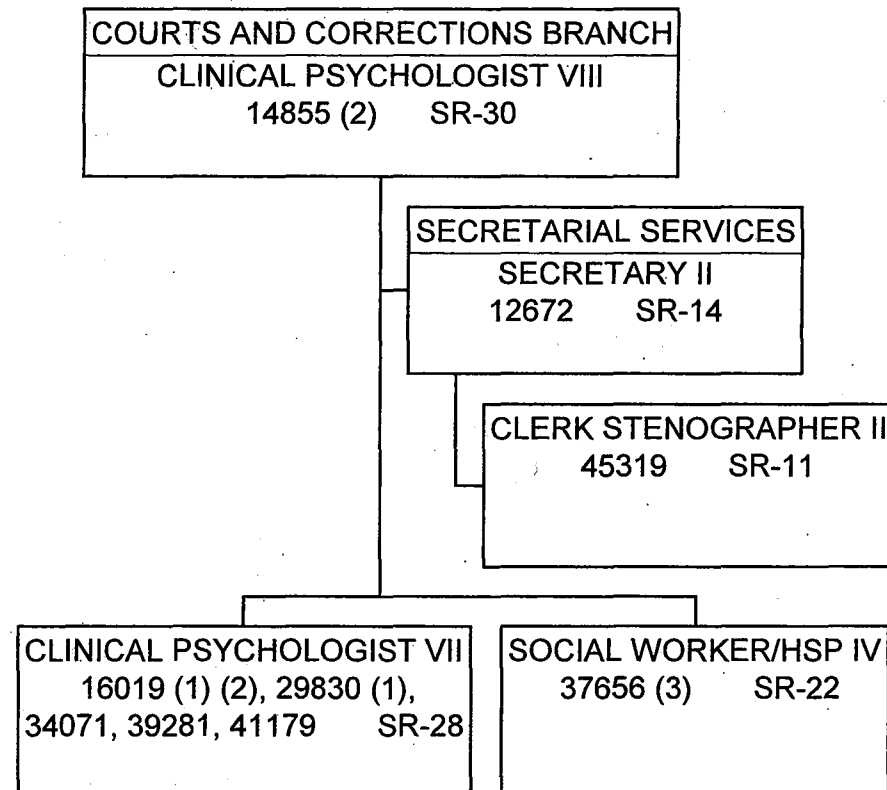 COURTS AND CORRECTIONS BRANCH
CLINICAL PSYCHOLOGIST VIII
14855 (2) SR-30
SECRETARIAL SERVICES
SECRETARY II
12672 SR-14
CLERK STENOGRAPHER II
45319 SR-11
CLINICAL PSYCHOLOGIST VII
16019 (1) (2), 29830 (1),
34071, 39281, 41179 SR-28
SOCIAL WORKER/HSP IV
37656 (3) SR-22